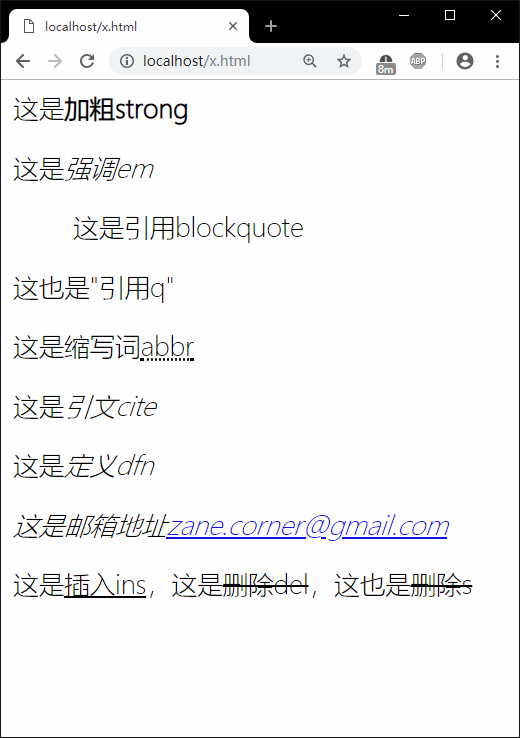 localhost/x.html
localhost/x.html
8m
ABP
这是加粗strong
这是强调em
这是引用blockquote
这也是"引用q"
这是缩写词abbr
这是引文cite
这是定义dfn
这是邮箱地址zane.corner@gmail.com
这是插入ins，这是删除del，这也是删除s